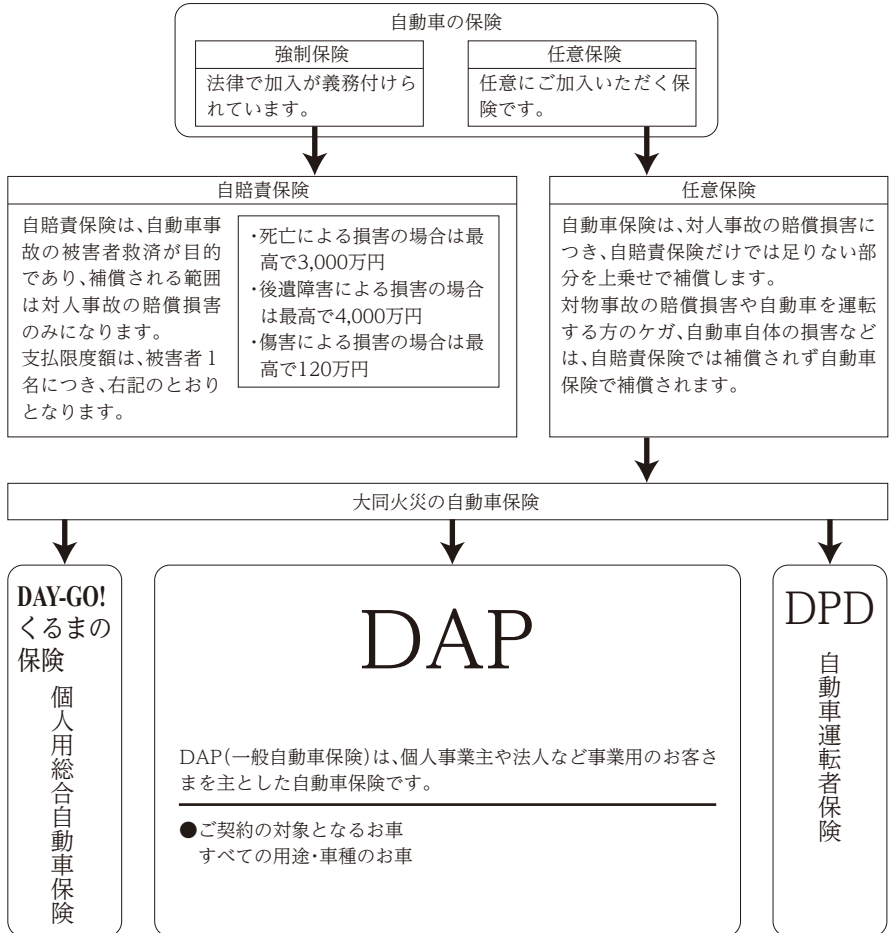 自動車の保険
強制保険
法律で加入が義務付けら
れています。
任意保険
任意にご加入いただく保
険です。
自賠責保険
自賠責保険は、自動車事
故の被害者救済が目的
であり、補償される範囲
は対人事故の賠償損害
のみになります。
支払限度額は、被害者1
名につき、右記のとおり
となります。
・死亡による損害の場合は最
高で3,000万円
・後遺障害による損害の場合
は最高で4,000万円
・傷害による損害の場合は最
高で120万円
任意保険
自動車保険は、対人事故の賠償損害に
つき、自賠責保険だけでは足りない部
分を上乗せで補償します。
対物事故の賠償損害や自動車を運転
する方のケガ、自動車自体の損害など
は、自賠責保険では補償されず自動車
保険で補償されます。
大同火災の自動車保険
DAY-GO!
くるまの
保険
個人用総合自動車保険
DAP
DAP(一般自動車保険)は、個人事業主や法人など事業用のお客さ
まを主とした自動車保険です。
●ご契約の対象となるお車
すべての用途・車種のお車
DPD
自動車運転者保険